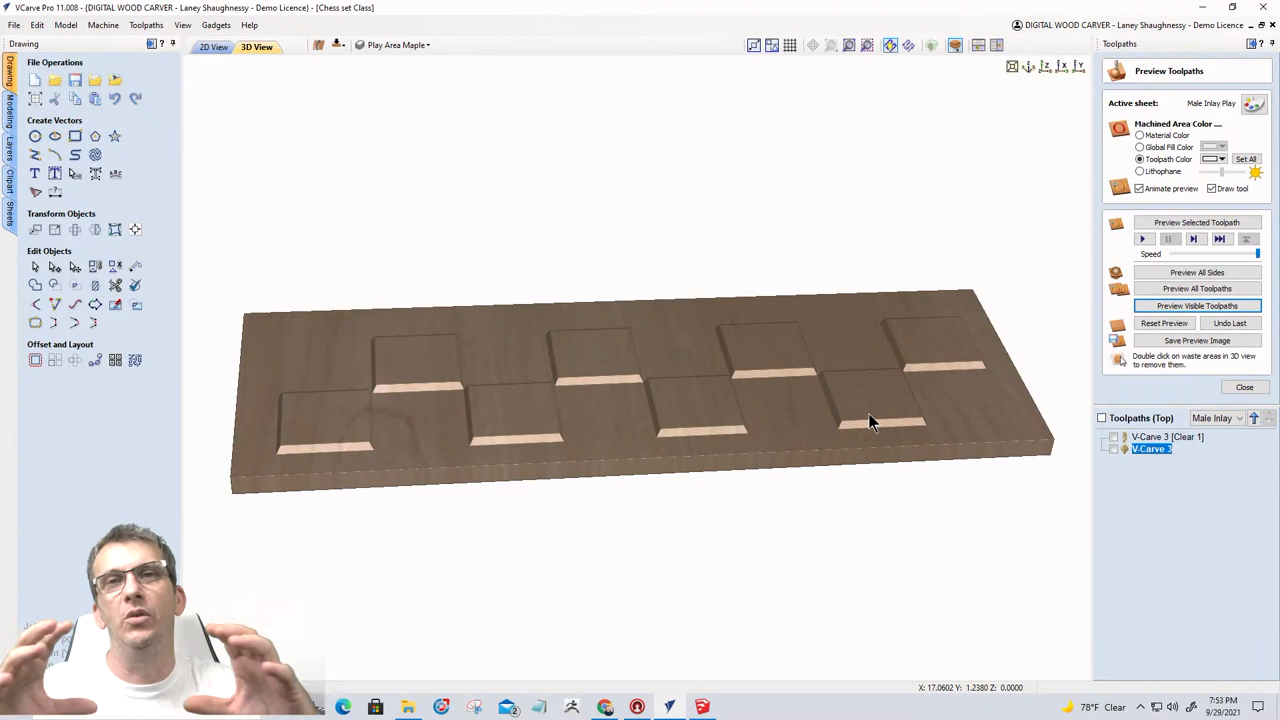 VCarve Pro 11.008 - {DIGITAL WOOD CARVER - Laney Shaughnessy - Demo Licence} - [Chess set Class]
File Edit Model Machine Toolpaths View Gadgets Help
DIGITAL WOOD CARVER - Laney Shaughnessy - Demo Licence
Drawing
2D View 3D View
Play Area Maple
Toolpaths
Drawing
Modeling
Layers
Clipart
Sheets
File Operations
Create Vectors
Transform Objects
Edit Objects
Offset and Layout
Preview Toolpaths
Active sheet: Male Inlay Play
Machined Area Color ....
Material Color
Global Fill Color
Toolpath Color Set All
Lithophane
Animate preview Draw tool
Preview Selected Toolpath
Speed
Preview All Sides
Preview All Toolpaths
Preview Visible Toolpaths
Reset Preview Undo Last
Save Preview Image
Double click on waste areas in 3D view
to remove them.
Close
Toolpaths (Top) Male Inlay
V-Carve 3 [Clear 1]
V-Carve 3
X: 17.0602 Y: 1.2380 Z: 0.0000
78°F Clear
7:53 PM
9/29/2021